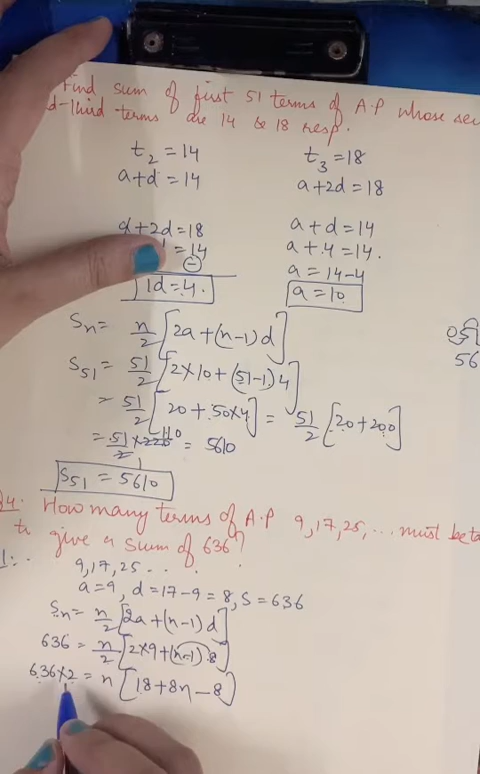 Find sum of first 51 terms of A.P whose
terms are 14 & 18 resp.
t2 = 14
t3 = 18
a+d = 14
a+2d = 18
a+2d = 18
= 14
1d = 4
a+d = 14
a+4 = 14
a = 14-4
a = 10
Sn = n/2 [2a+(n-1)d]
S51 = 51/2 [2×10+(51-1)4]
= 51/2 [20+50×4] = 51/2 [20+200]
= 51/2 × 220 110 1 = 5610
S51 = 5610
56
How many terms of A.P 9,17,25,... must be
to give a sum of 636?
9,17,25...
a=9, d=17-9=8, S=636
Sn = n/2 [2a+(n-1)d]
636 = n/2 [2×9+(n-1)8]
636×2 = n [18+8n-8]